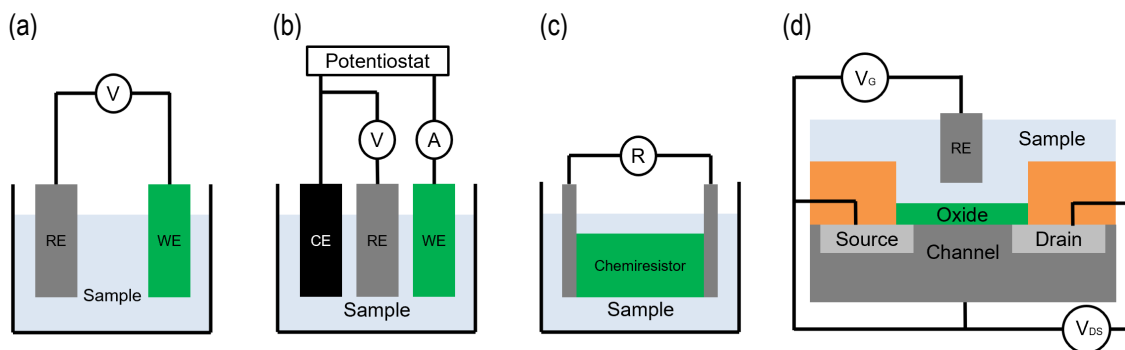 (a)
V
RE
WE
Sample
(b)
Potentiostat
V
A
CE
RE
WE
Sample
(c)
R
Chemiresistor
Sample
(d)
VG
RE
Sample
Oxide
Source
Drain
Channel
VDS